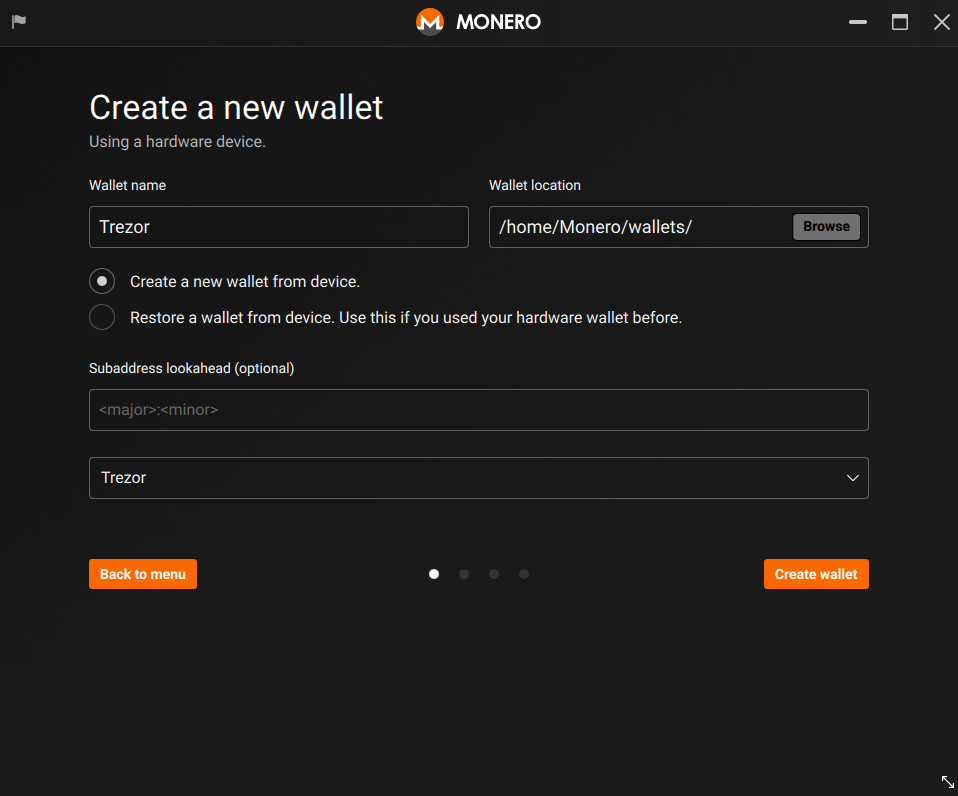 MONERO
Create a new wallet
Using a hardware device.
Wallet name
Wallet location
Trezor
/home/Monero/wallets/
Browse
Create a new wallet from device.
Restore a wallet from device. Use this if you used your hardware wallet before.
Subaddress lookahead (optional)
<major>:<minor>
Trezor
Back to menu
Create wallet